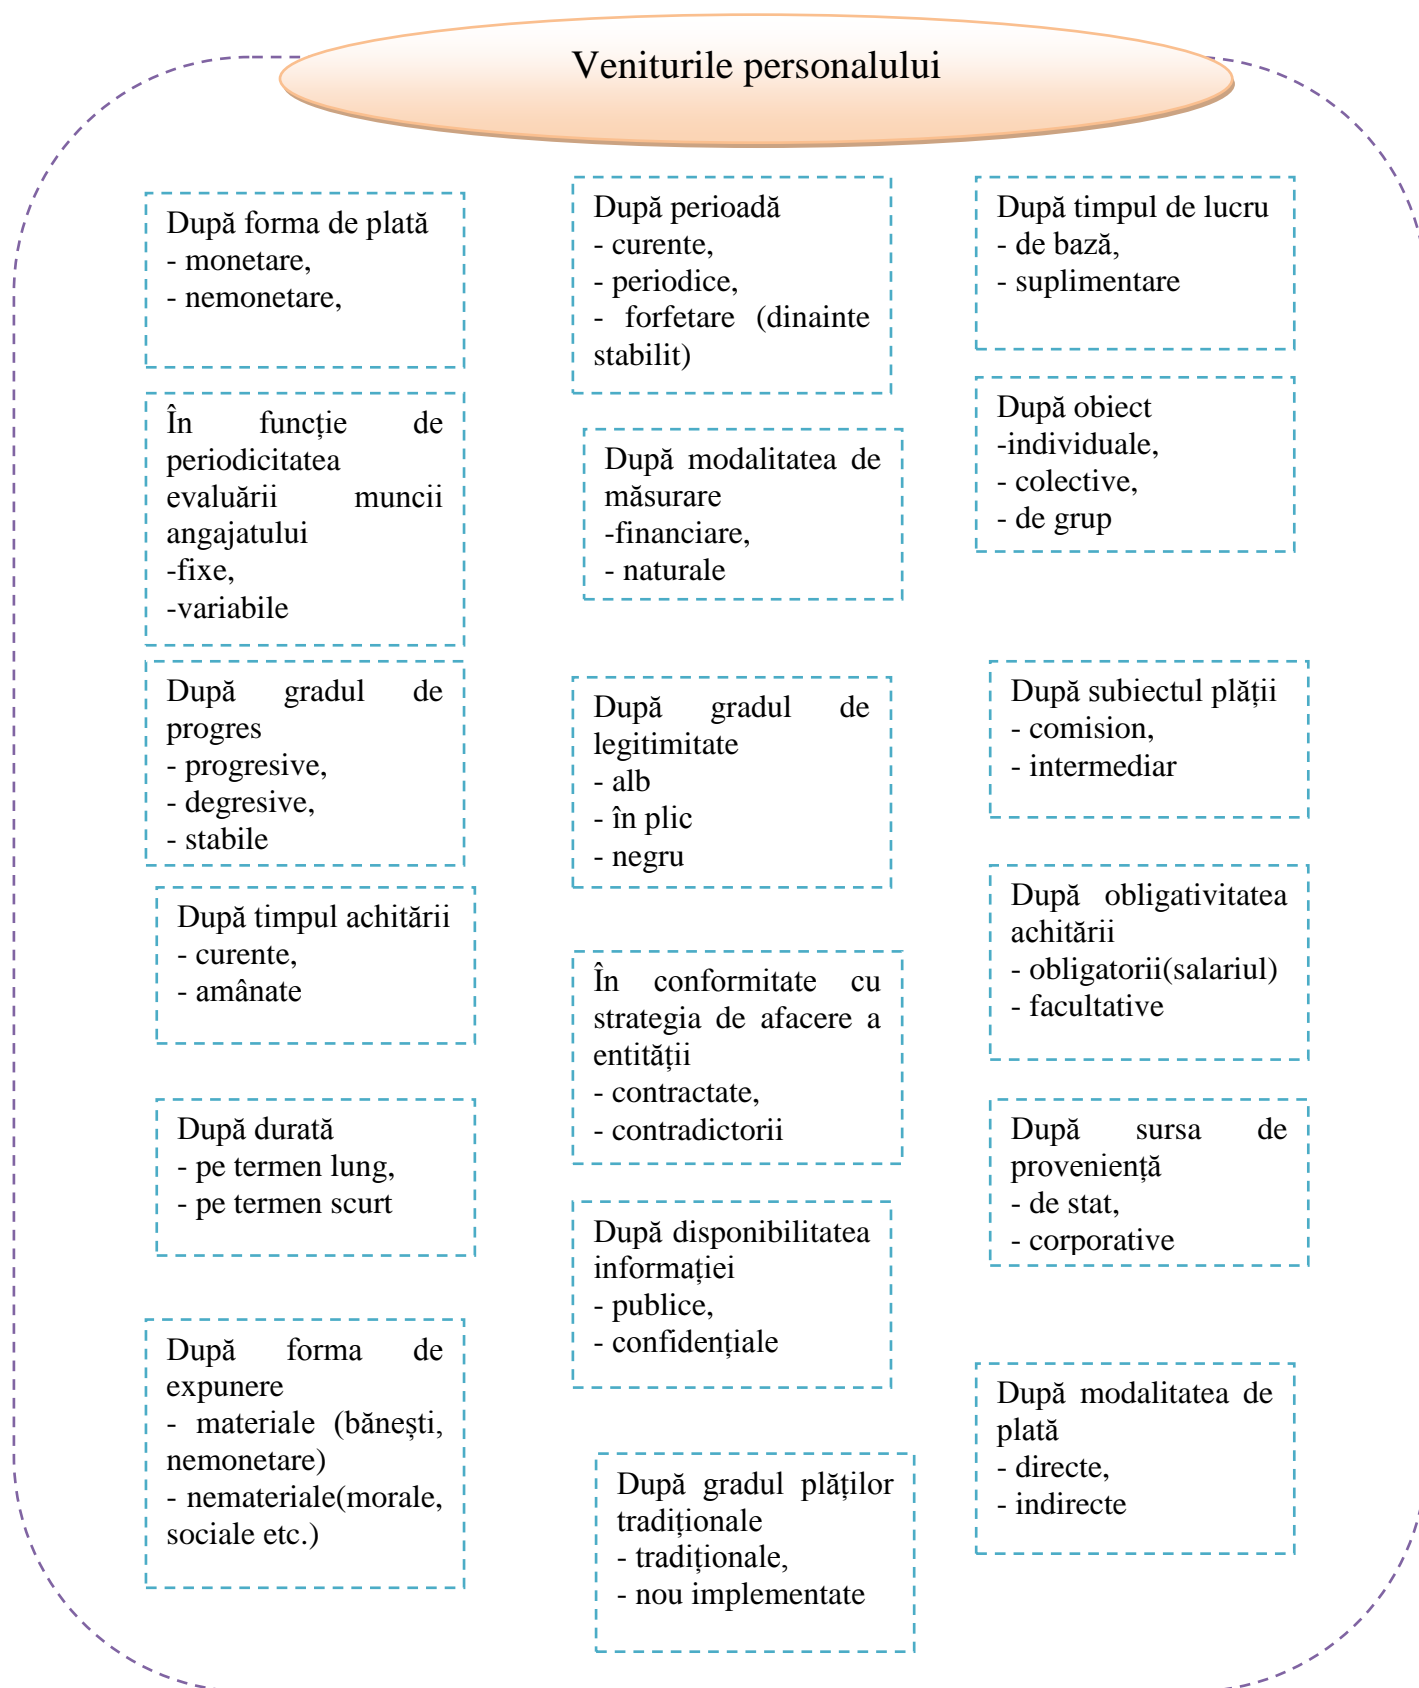 Veniturile personalului
După forma de plată
- monetare,
- nemonetare,
În funcție de
periodicitatea
evaluării muncii
angajatului
-fixe,
-variabile
După gradul de
progres
- progresive,
- degresive,
- stabile
După timpul achitării
- curente,
- amânate
După durată
- pe termen lung,
- pe termen scurt
După forma de
expunere
- materiale (bănești,
nemonetare)
- nemateriale(morale,
sociale etc.)
După perioadă
- curente,
- periodice,
- forfetare (dinainte
stabilit)
După modalitatea de
măsurare
-financiare,
- naturale
După gradul de
legitimitate
- alb
- în plic
- negru
În conformitate cu
strategia de afacere a
entității
- contractate,
- contradictorii
După disponibilitatea
informației
- publice,
- confidențiale
După gradul plăților
tradiționale
- tradiționale,
- nou implementate
După timpul de lucru
- de bază,
- suplimentare
După obiect
-individuale,
- colective,
- de grup
După subiectul plății
- comision,
- intermediar
După obligativitatea
achitării
- obligatorii(salariul)
- facultative
După sursa de
proveniență
- de stat,
- corporative
După modalitatea de
plată
- directe,
- indirecte